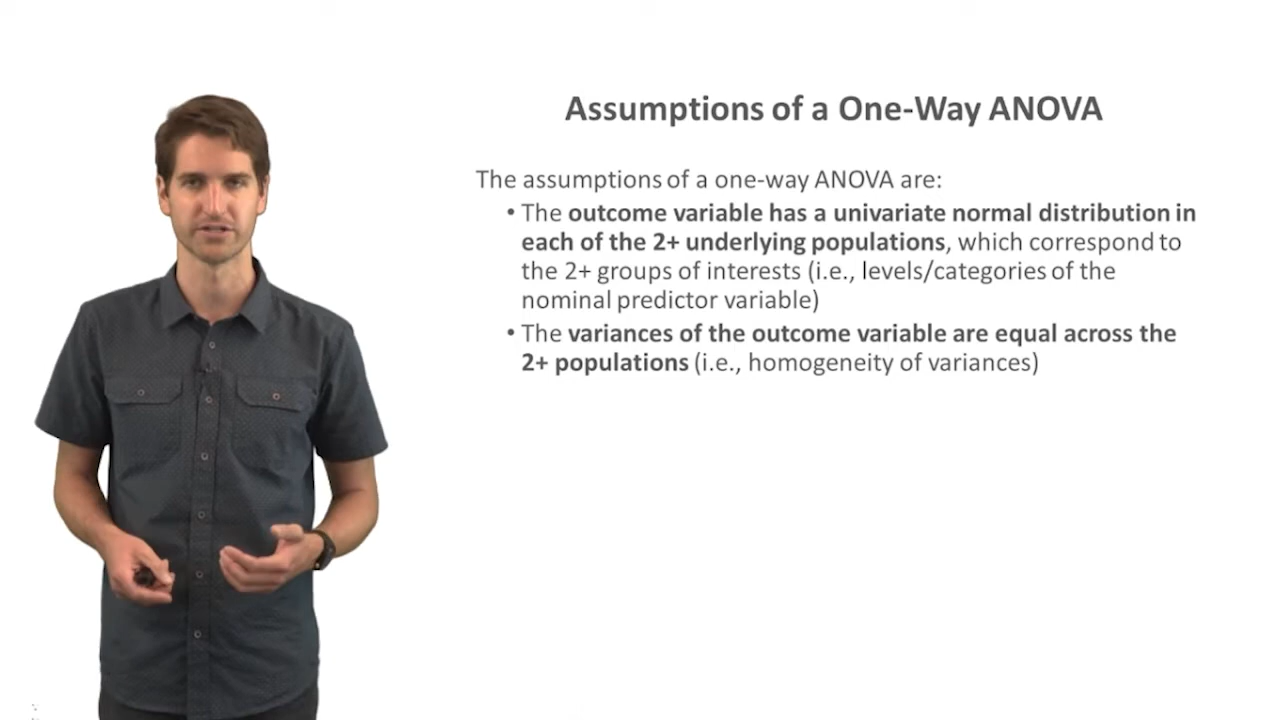 Assumptions of a One-Way ANOVA
The assumptions of a one-way ANOVA are:
• The outcome variable has a univariate normal distribution in
each of the 2+ underlying populations, which correspond to
the 2+ groups of interests (i.e., levels/categories of the
nominal predictor variable)
• The variances of the outcome variable are equal across the
2+ populations (i.e., homogeneity of variances)